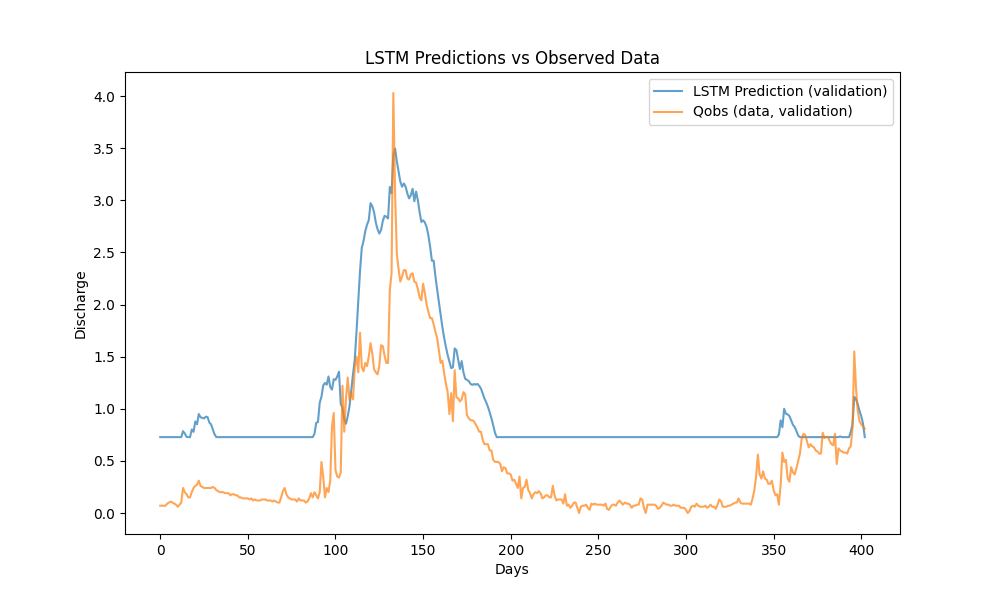 LSTM Predictions vs Observed Data
LSTM Prediction (validation)
Qobs (data, validation)
Discharge
4.0
3.5
3.0
2.5
2.0
1.5
1.0
0.5
0.0
0 50 100 150 200 250 300 350 400
Days